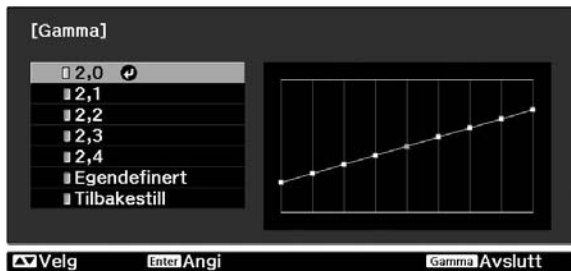 [Gamma]
2,0
2,1
2,2
2,3
2,4
Egendefinert
Tilbakestill
Velg Enter Angi Gamma Avslutt